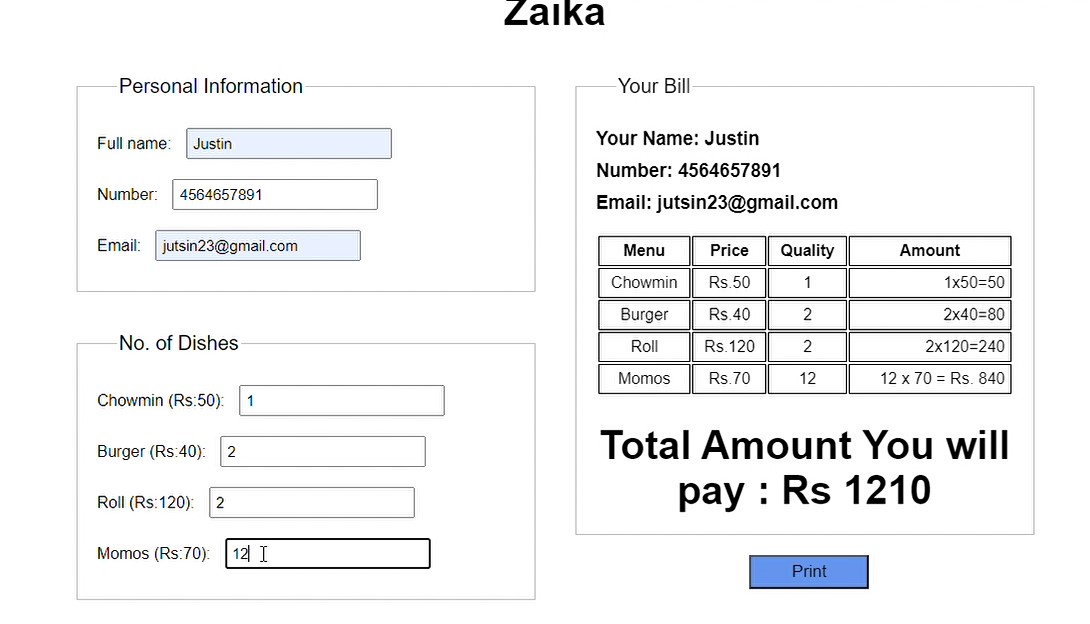 Zaika
Personal Information
Full name: Justin
Number: 4564657891
Email: jutsin23@gmail.com
No. of Dishes
Chowmin (Rs:50): 1
Burger (Rs:40): 2
Roll (Rs:120): 2
Momos (Rs:70): 12
Your Bill
Your Name: Justin
Number: 4564657891
Email: jutsin23@gmail.com
Menu Price Quality Amount
Chowmin Rs.50 1 1x50=50
Burger Rs.40 2 2x40=80
Roll Rs.120 2 2x120=240
Momos Rs.70 12 12 x 70 = Rs. 840
Total Amount You will
pay : Rs 1210
Print